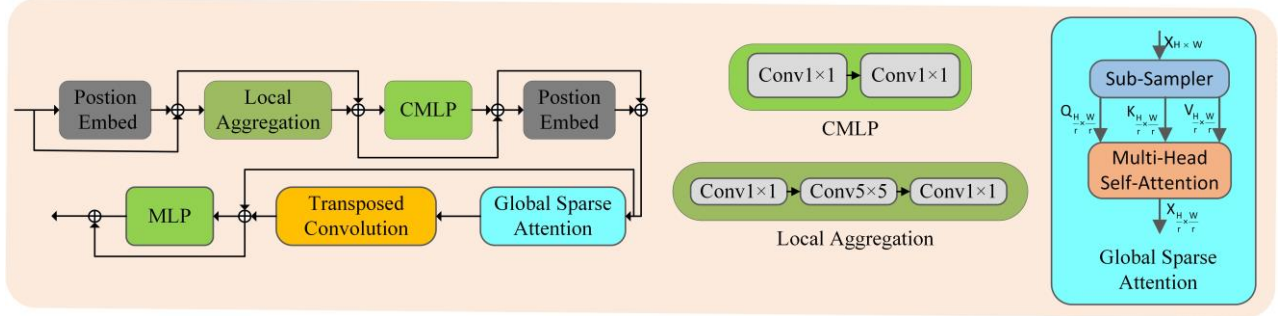 Postion
Embed
Local
Aggregation
CMLP
Postion
Embed
MLP
Transposed
Convolution
Global Sparse
Attention
Conv1×1
Conv1×1
CMLP
Conv1×1
Conv5×5
Conv1×1
Local Aggregation
X H × W
Sub-Sampler
Q H/r × W/r
K H/r × W/r
V H/r × W/r
Multi-Head
Self-Attention
X H/r × W/r
Global Sparse
Attention